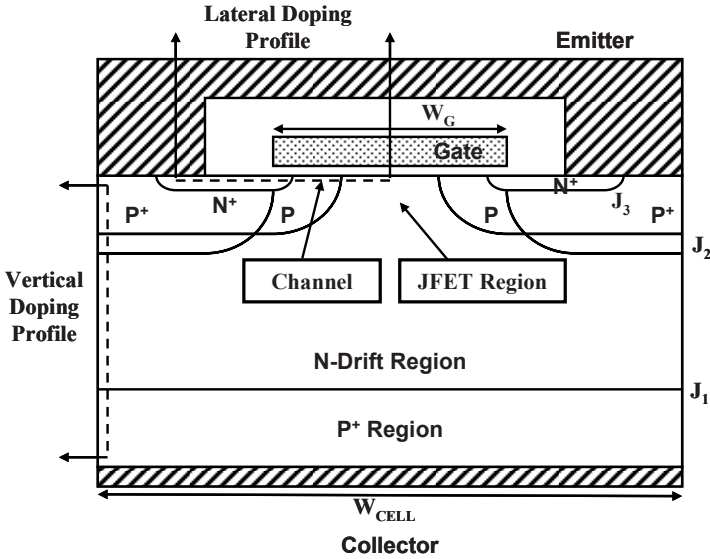 Lateral Doping
Profile
Emitter
W_G
Gate
N⁺
N⁺
J₃
P⁺
P
P
P⁺
J₂
Channel
JFET Region
Vertical
Doping
Profile
N-Drift Region
J₁
P⁺ Region
W_CELL
Collector